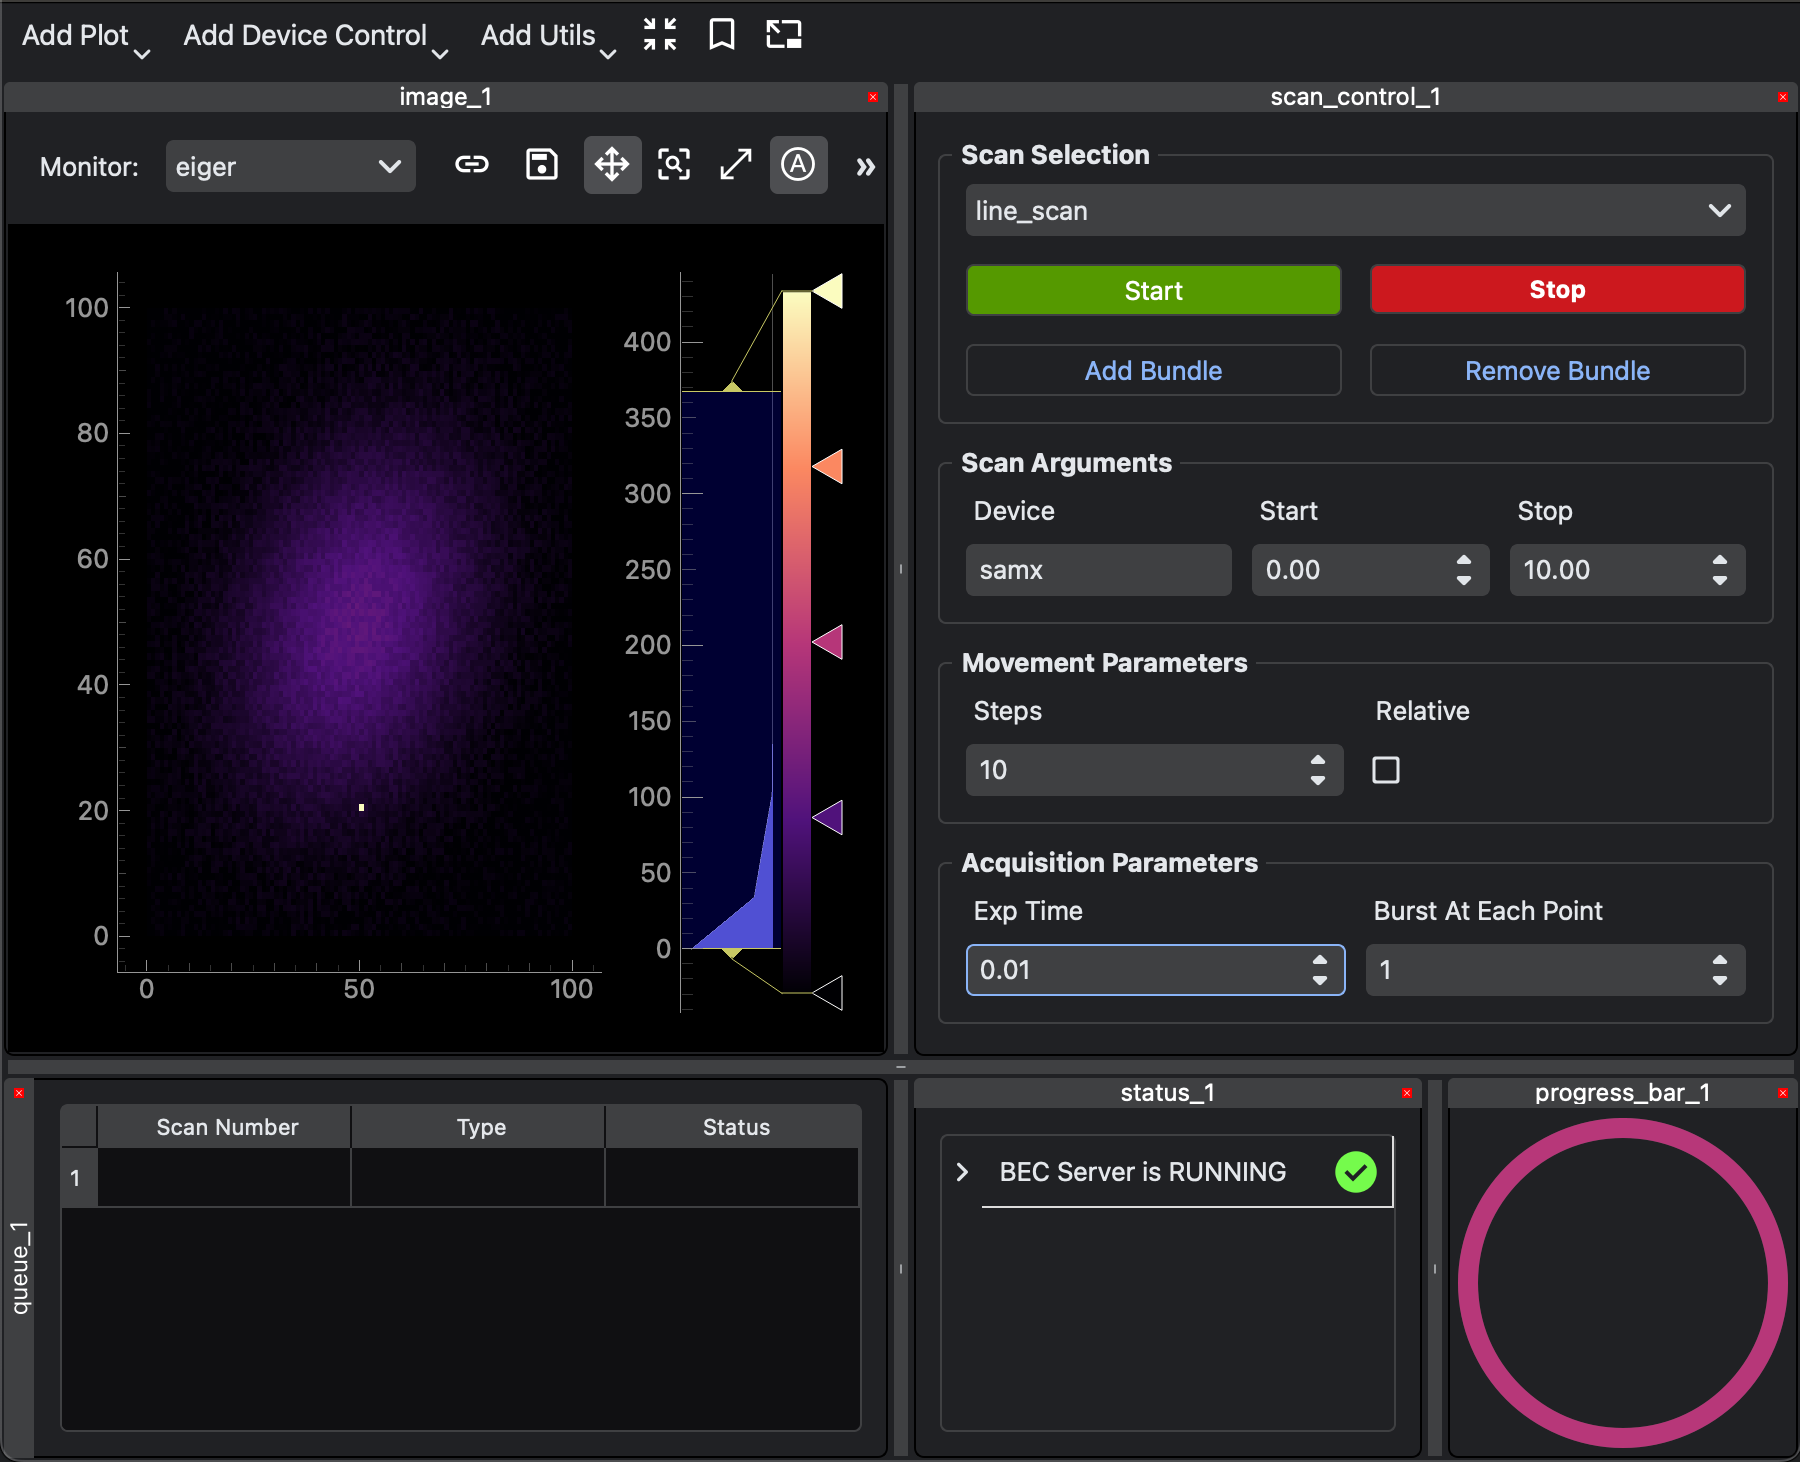 Add Plot Add Device Control Add Utils
image_1
Monitor: eiger A »
100
80
60
40
20
0
0 50 100
400
350
300
250
200
150
100
50
0
scan_control_1
Scan Selection
line_scan
Start Stop
Add Bundle Remove Bundle
Scan Arguments
Device Start Stop
samx 0.00 10.00
Movement Parameters
Steps Relative
10
Acquisition Parameters
Exp Time Burst At Each Point
0.01 1
queue_1
Scan Number Type Status
1
status_1
BEC Server is RUNNING
progress_bar_1